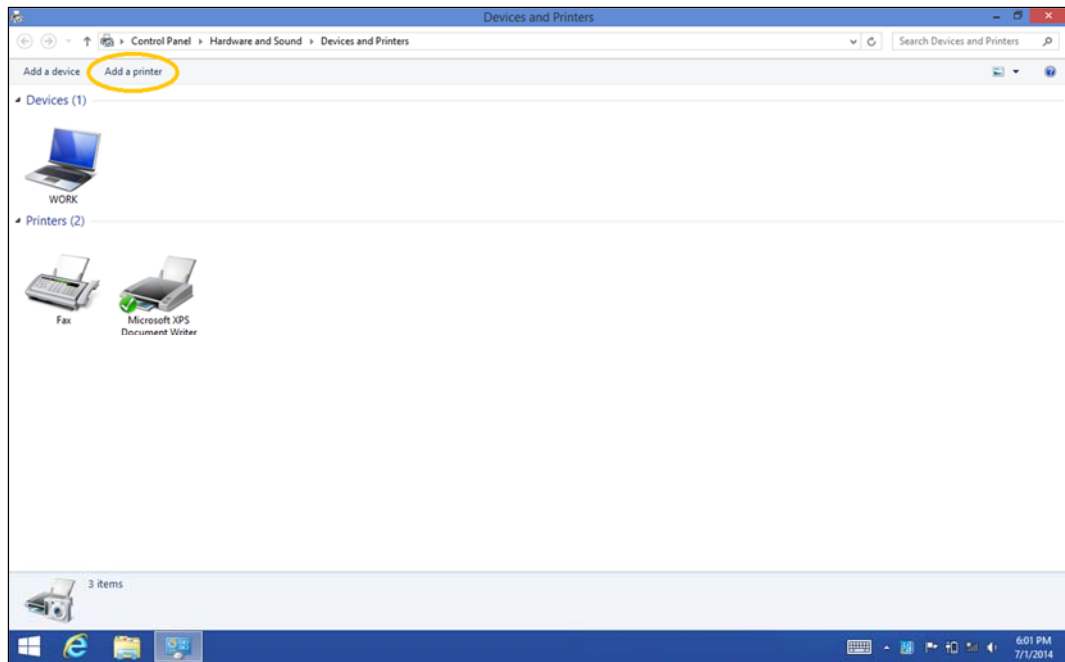 Devices and Printers
Control Panel Hardware and Sound Devices and Printers
Search Devices and Printers
Add a device Add a printer
Devices (1)
WORK
Printers (2)
Fax
Microsoft XPS
Document Writer
3 items
6:01 PM
7/1/2014